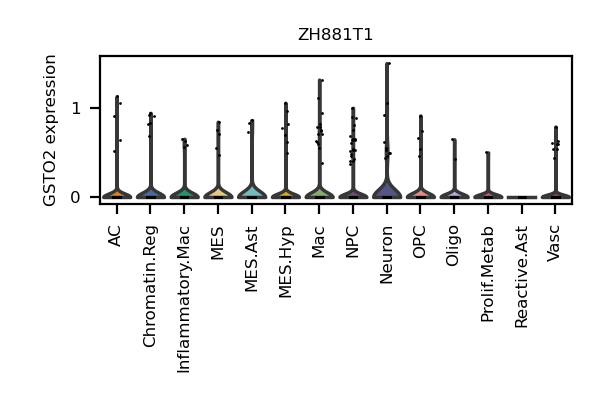 ZH881T1
GSTO2 expression
1
0
AC
Chromatin.Reg
Inflammatory.Mac
MES
MES.Ast
MES.Hyp
Mac
NPC
Neuron
OPC
Oligo
Prolif.Metab
Reactive.Ast
Vasc